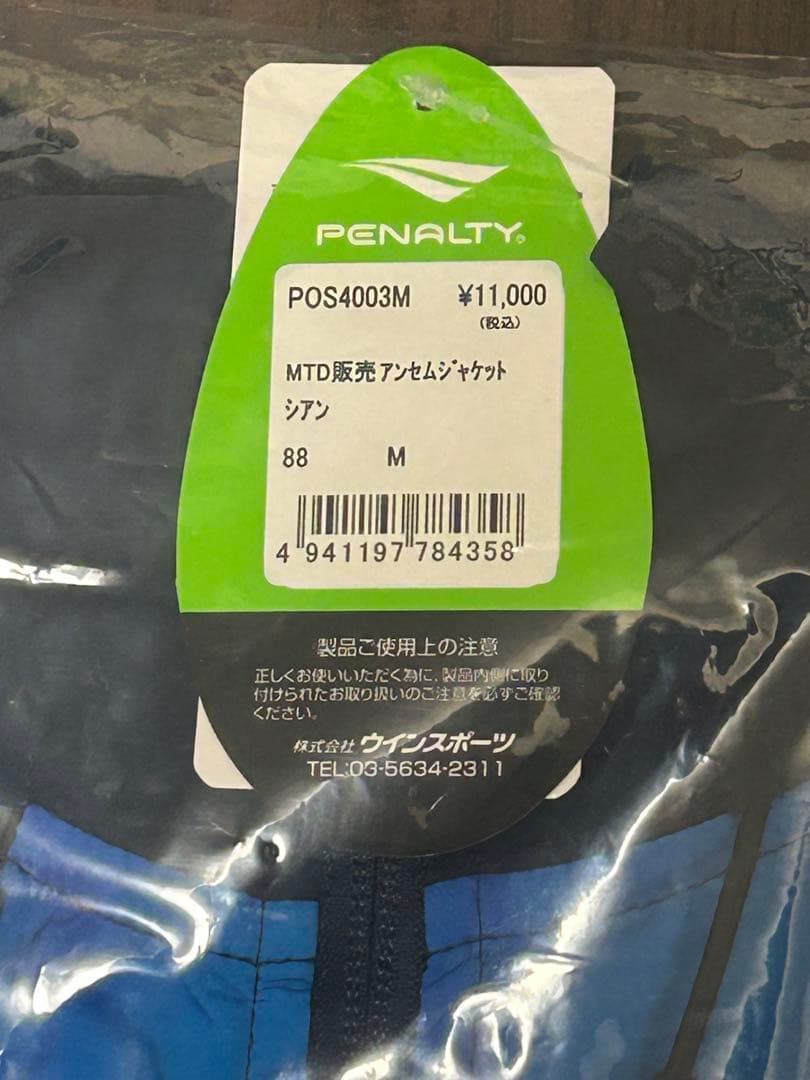 PENALTY®
POS4003M ¥11,000
(税込)
MTD販売アンセムジャケット
シアン
88 M
4 941197 784358
製品ご使用上の注意
正しくお使いいただく為に、製品内側に取り
付けられたお取り扱いのご注意を必ずご確認
ください。
株式会社 ウインスポーツ
TEL:03-5634-2311